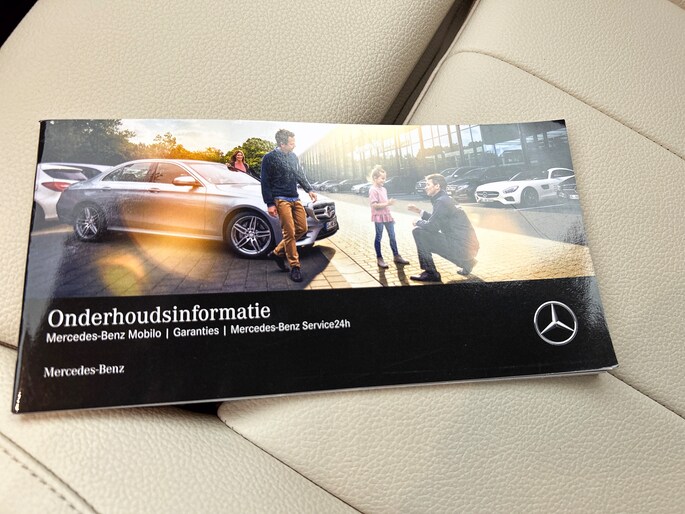 Onderhoudsinformatie
Mercedes-Benz Mobilo | Garanties | Mercedes-Benz Service24h
Mercedes-Benz